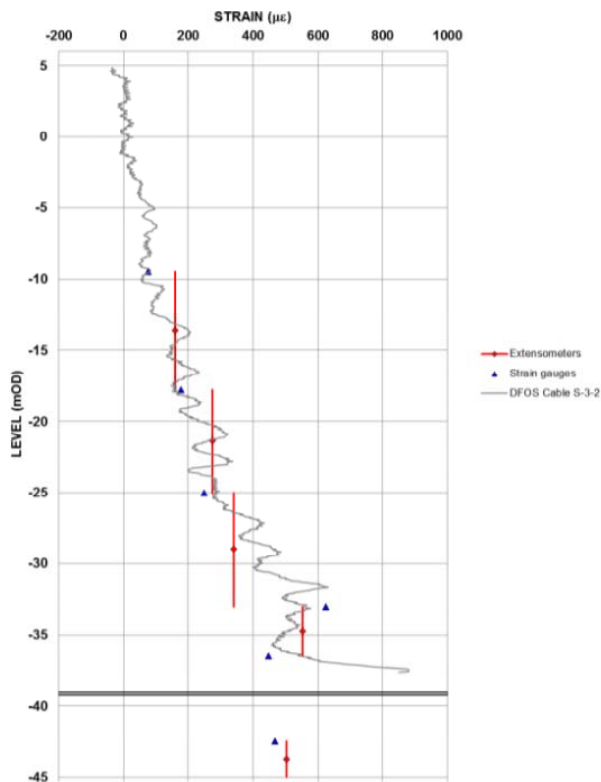 STRAIN (µε)
-200 0 200 400 600 800 1000
5
0
-5
-10
-15
-20
-25
-30
-35
-40
-45
LEVEL (mOD)
Extensometers
Strain gauges
DFOS Cable S-3-2